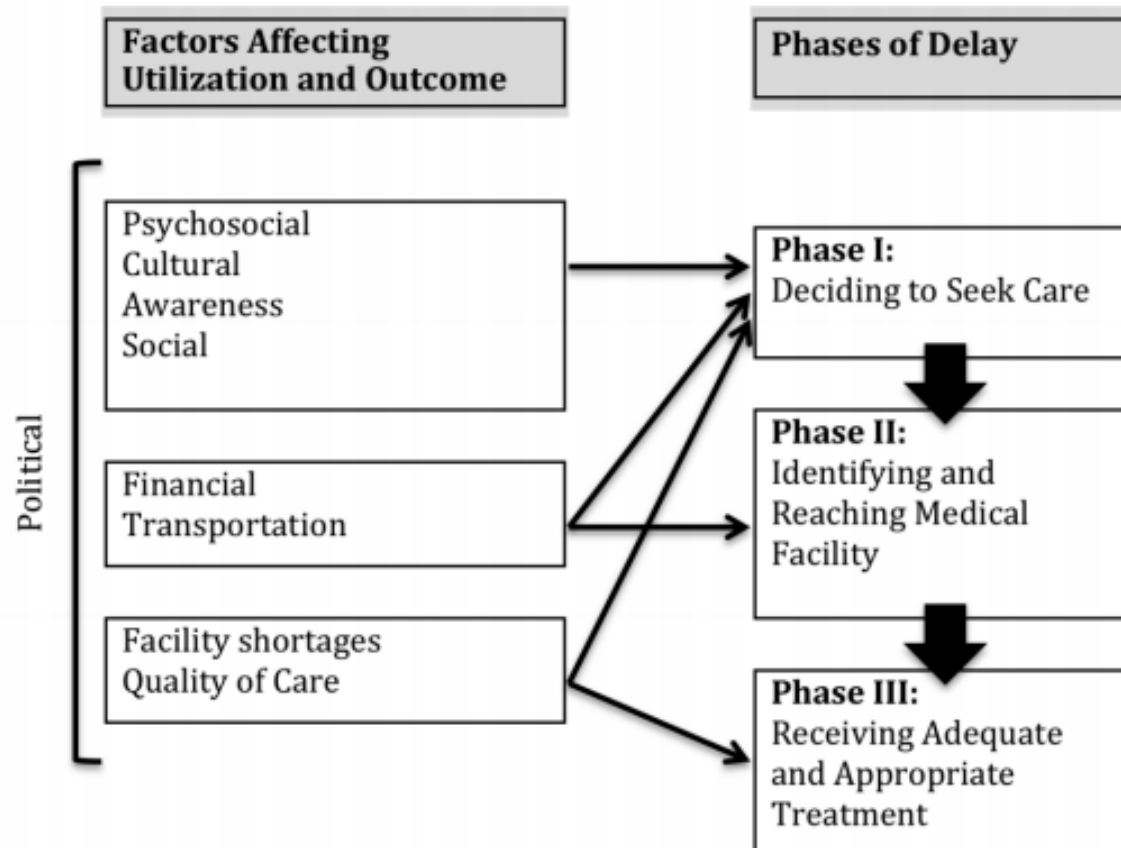 Factors Affecting
Utilization and Outcome
Phases of Delay
Political
Psychosocial
Cultural
Awareness
Social
Financial
Transportation
Facility shortages
Quality of Care
Phase I:
Deciding to Seek Care
Phase II:
Identifying and
Reaching Medical
Facility
Phase III:
Receiving Adequate
and Appropriate
Treatment